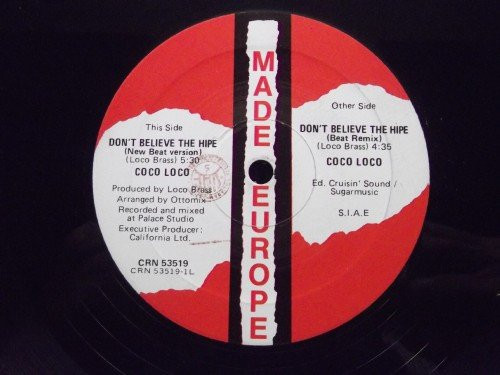 This Side
DON'T BELIEVE THE HIPE
(New Beat version)
(Loco Brass) 5:30
COCO LOCO
Produced by Loco Brass
Arranged by Ottomix
Recorded and mixed
at Palace Studio
Executive Producer:
California Ltd.
CRN 53519
CRN 53519-1L
MADE EUROPE
Other Side
DON'T BELIEVE THE HIPE
(Beat Remix)
(Loco Brass) 4:35
COCO LOCO
Ed. Cruisin' Sound /
Sugarmusic
S.I.A.E